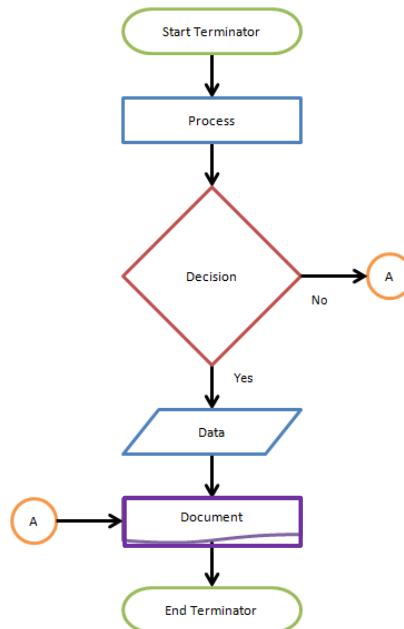 Start Terminator
Process
Decision
A
No
Yes
Data
A
Document
End Terminator